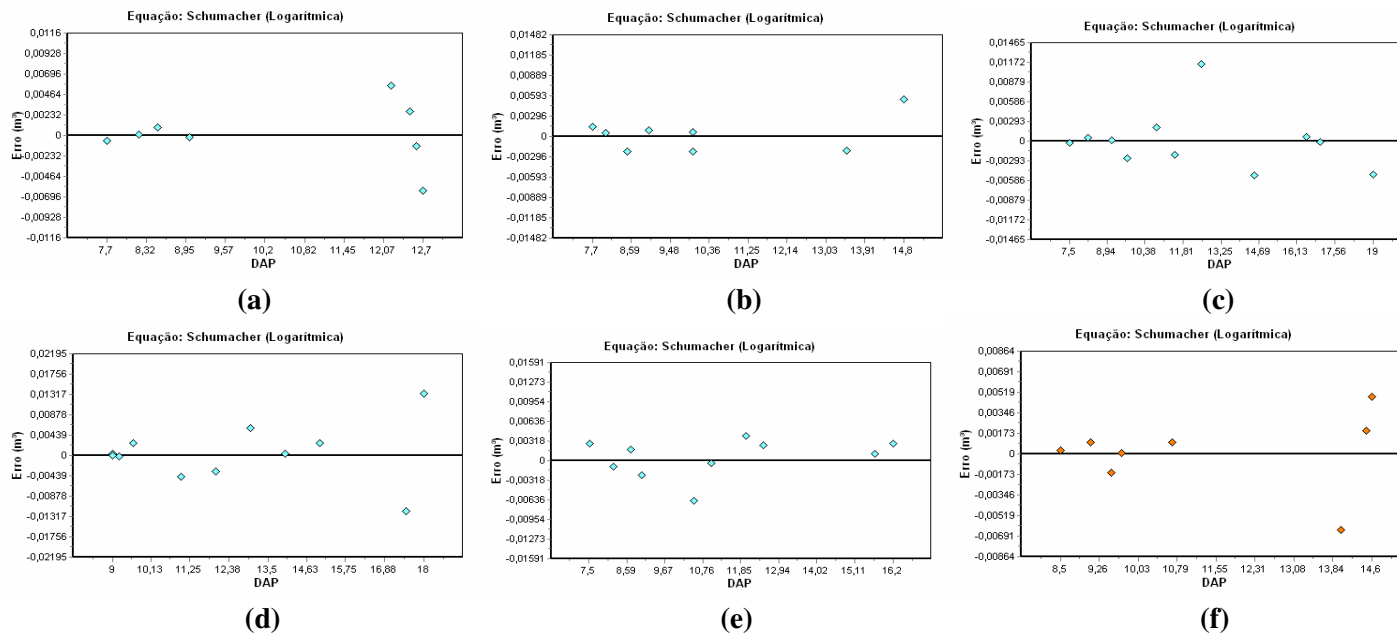 Equação: Schumacher (Logarítmica)
Erro (m³)
0,0116
0,00928
0,00696
0,00464
0,00232
0
-0,00232
-0,00464
-0,00696
-0,00928
-0,0116
7,7 8,32 8,95 9,57 10,2 10,82 11,45 12,07 12,7
DAP
(a)
Equação: Schumacher (Logarítmica)
Erro (m³)
0,01482
0,01185
0,00889
0,00593
0,00296
0
-0,00296
-0,00593
-0,00889
-0,01185
-0,01482
7,7 8,59 9,48 10,36 11,25 12,14 13,03 13,91 14,8
DAP
(b)
Equação: Schumacher (Logarítmica)
Erro (m³)
0,01465
0,01172
0,00879
0,00586
0,00293
0
-0,00293
-0,00586
-0,00879
-0,01172
-0,01465
7,5 8,94 10,38 11,81 13,25 14,69 16,13 17,56 19
DAP
(c)
Equação: Schumacher (Logarítmica)
Erro (m³)
0,02195
0,01756
0,01317
0,00878
0,00439
0
-0,00439
-0,00878
-0,01317
-0,01756
-0,02195
9 10,13 11,25 12,38 13,5 14,63 15,75 16,88 18
DAP
(d)
Equação: Schumacher (Logarítmica)
Erro (m³)
0,01591
0,01273
0,00954
0,00636
0,00318
0
-0,00318
-0,00636
-0,00954
-0,01273
-0,01591
7,5 8,59 9,67 10,76 11,85 12,94 14,02 15,11 16,2
DAP
(e)
Equação: Schumacher (Logarítmica)
Erro (m³)
0,00864
0,00691
0,00519
0,00346
0,00173
0
-0,00173
-0,00346
-0,00519
-0,00691
-0,00864
8,5 9,26 10,03 10,79 11,55 12,31 13,08 13,84 14,6
DAP
(f)